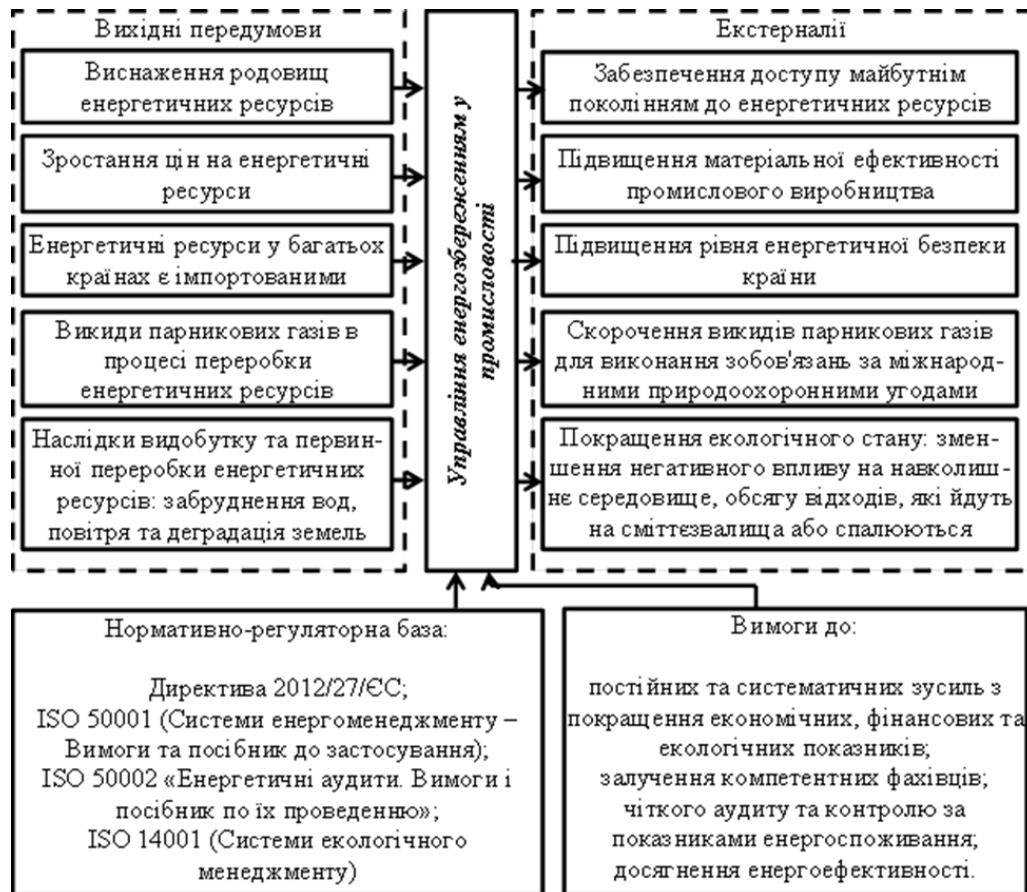 Вихідні передумови
Виснаження родовищ
енергетичних ресурсів
Зростання цін на енергетичні
ресурси
Енергетичні ресурси у багатьох
країнах є імпортованими
Викиди парникових газів в
процесі переробки
енергетичних ресурсів
Наслідки видобутку та первин-
ної переробки енергетичних
ресурсів: забруднення вод,
повітря та деградація земель
Управління енергозбереженням у
промисловості
Екстерналії
Забезпечення доступу майбутнім
поколінням до енергетичних ресурсів
Підвищення матеріальної ефективності
промислового виробництва
Підвищення рівня енергетичної безпеки
країни
Скорочення викидів парникових газів
для виконання зобов'язань за міжнарод-
ними природоохоронними угодами
Покращення екологічного стану: змен-
шення негативного впливу на навколиш-
нє середовище, обсягу відходів, які йдуть
на сміттєзвалища або спалюються
Нормативно-регуляторна база:
Директива 2012/27/ЄС;
ISO 50001 (Системи енергоменеджменту –
Вимоги та посібник до застосування);
ISO 50002 «Енергетичні аудити. Вимоги і
посібник по їх проведенню»;
ISO 14001 (Системи екологічного
менеджменту)
Вимоги до:
постійних та систематичних зусиль з
покращення економічних, фінансових та
екологічних показників;
залучення компетентних фахівців;
чіткого аудиту та контролю за
показниками енергоспоживання;
досягнення енергоефективності.